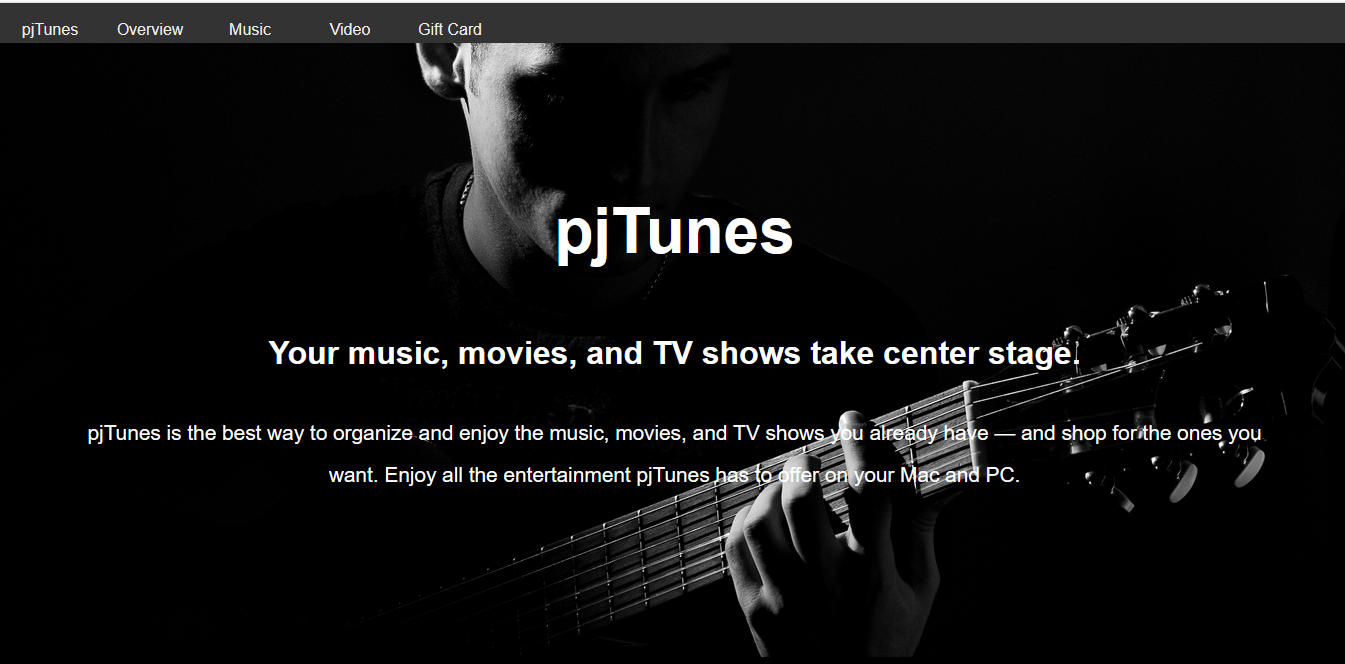 pjTunes Overview Music Video Gift Card
pjTunes
Your music, movies, and TV shows take center stage.
pjTunes is the best way to organize and enjoy the music, movies, and TV shows you already have — and shop for the ones you
want. Enjoy all the entertainment pjTunes has to offer on your Mac and PC.